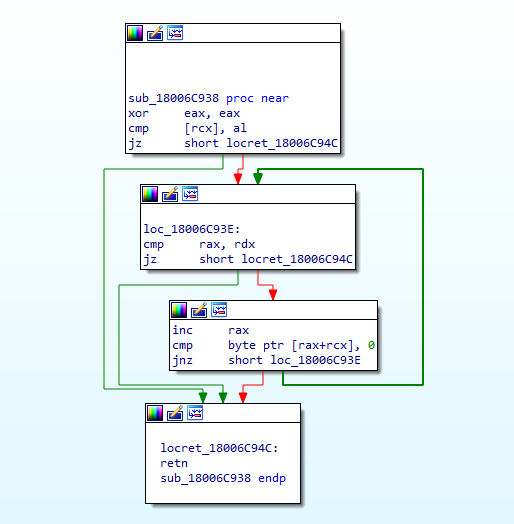 sub_18006C938 proc near
xor     eax, eax
cmp     [rcx], al
jz      short locret_18006C94C
loc_18006C93E:
cmp     rax, rdx
jz      short locret_18006C94C
inc     rax
cmp     byte ptr [rax+rcx], 0
jnz     short loc_18006C93E
locret_18006C94C:
retn
sub_18006C938 endp